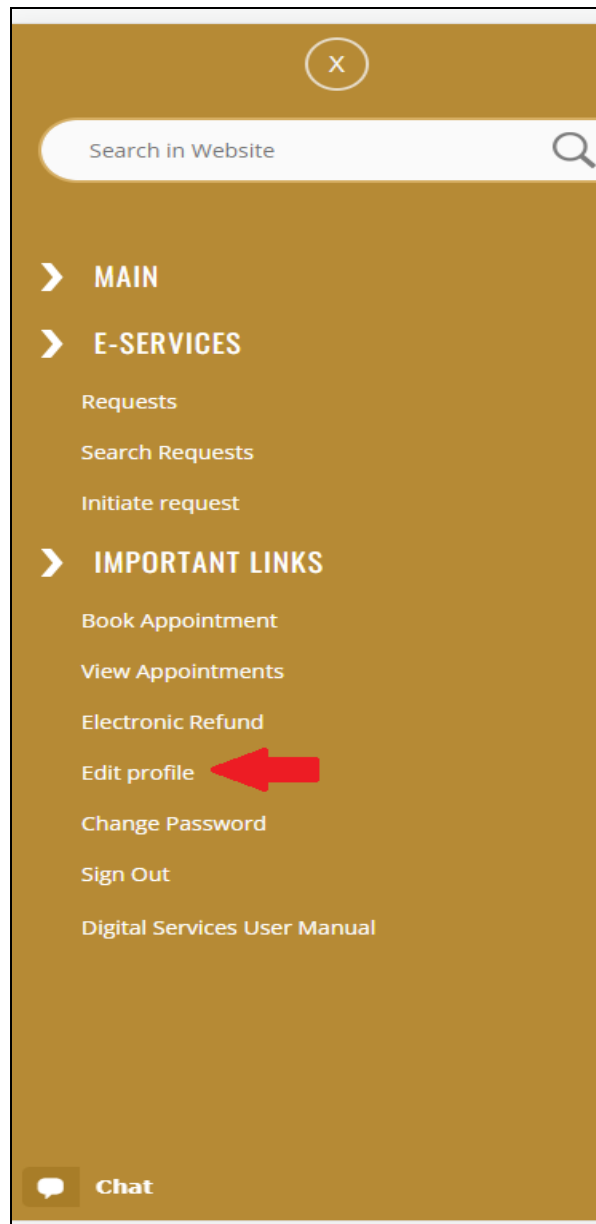 X
Search in Website
MAIN
E-SERVICES
Requests
Search Requests
Initiate request
IMPORTANT LINKS
Book Appointment
View Appointments
Electronic Refund
Edit profile
Change Password
Sign Out
Digital Services User Manual
Chat